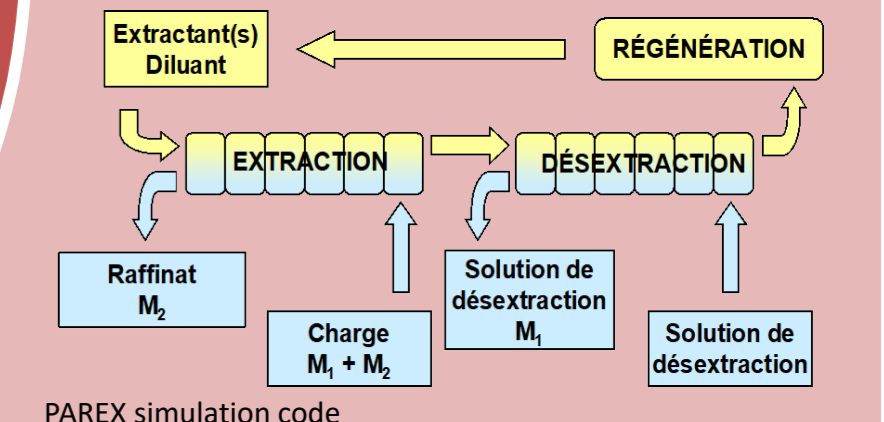 Extractant(s)
Diluant
RÉGÉNÉRATION
EXTRACTION
DÉSEXTRACTION
Raffinat
M₂
Charge
M₁ + M₂
Solution de
désextraction
M₁
Solution de
désextraction
PAREX simulation code